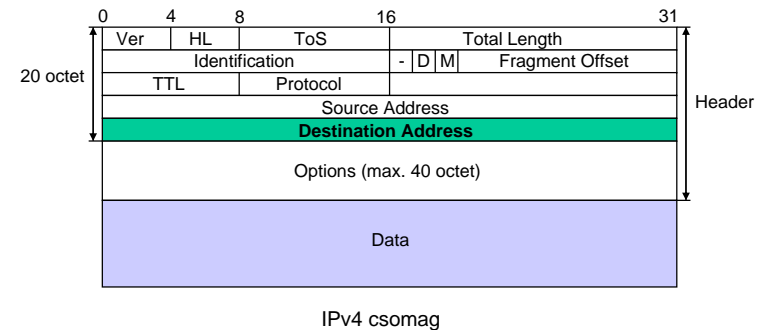 0 4 8 16 31
Ver HL ToS Total Length
20 octet
Identification - D M Fragment Offset
TTL Protocol
Header
Source Address
Destination Address
Options (max. 40 octet)
Data
IPv4 csomag